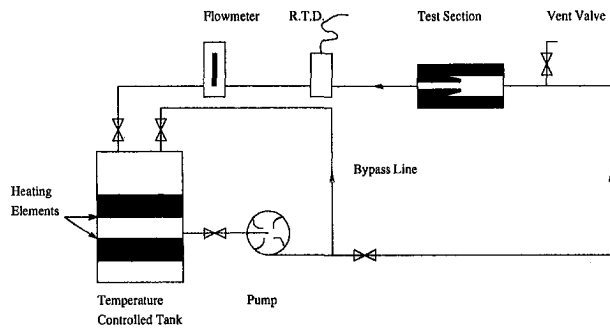 Flowmeter
R.T.D.
Test Section
Vent Valve
Bypass Line
Heating
Elements
Temperature
Controlled Tank
Pump